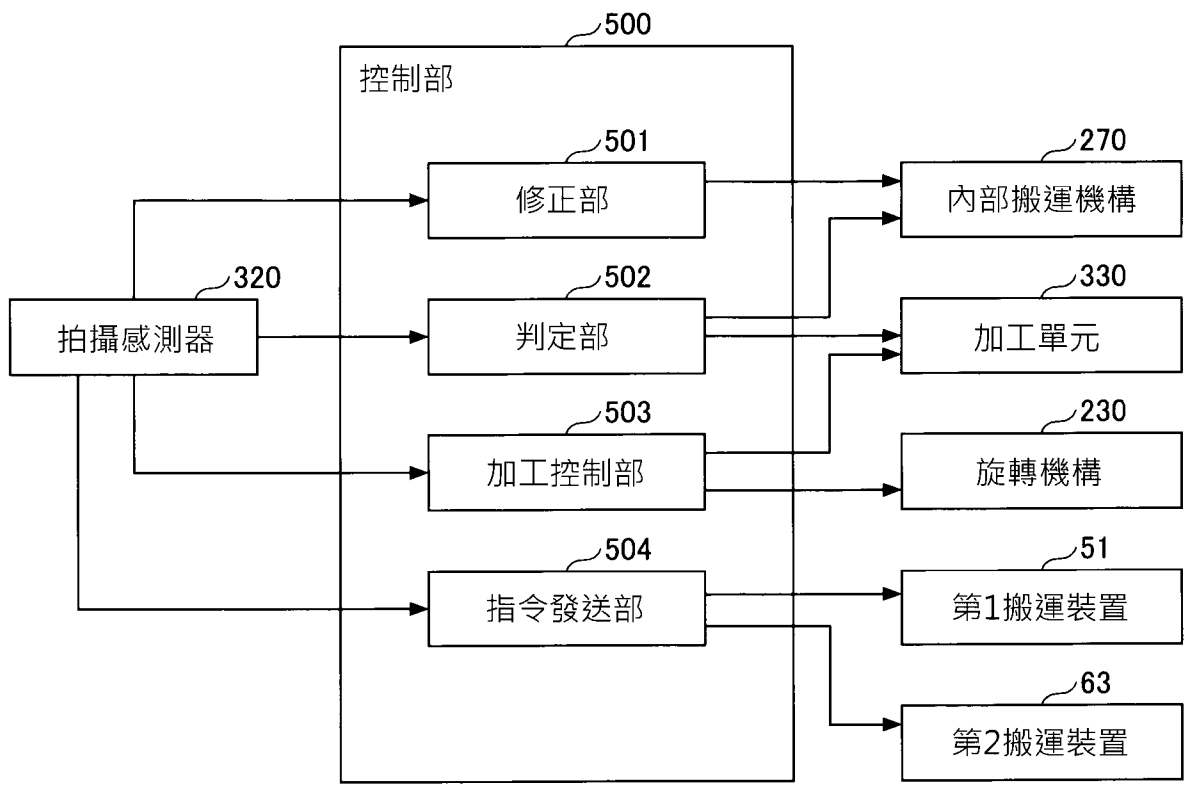 500
控制部
501
修正部
270
內部搬運機構
320
拍攝感測器
502
判定部
330
加工單元
503
加工控制部
230
旋轉機構
504
指令發送部
51
第1搬運裝置
63
第2搬運裝置